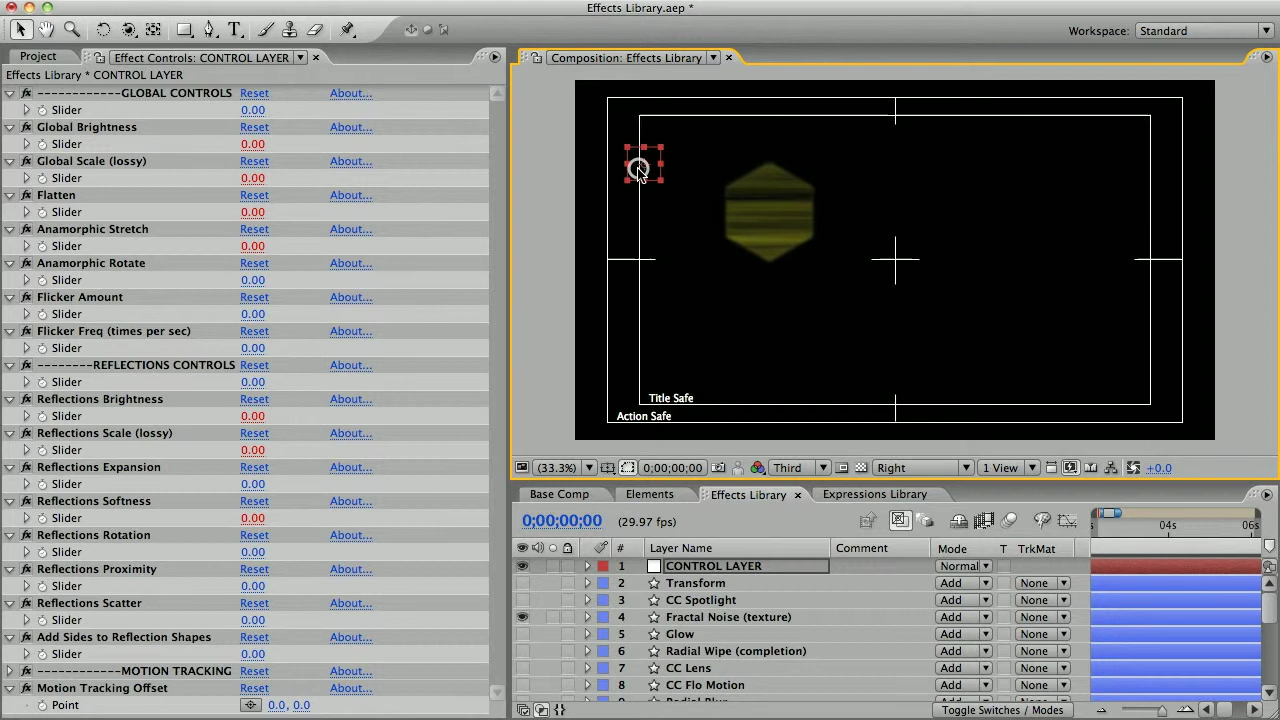 Effects Library.aep *
Workspace: Standard
Project Effect Controls: CONTROL LAYER
Effects Library * CONTROL LAYER
------------GLOBAL CONTROLS Reset About...
Slider 0.00
Global Brightness Reset About...
Slider 0.00
Global Scale (lossy) Reset About...
Slider 0.00
Flatten Reset About...
Slider 0.00
Anamorphic Stretch Reset About...
Slider 0.00
Anamorphic Rotate Reset About...
Slider 0.00
Flicker Amount Reset About...
Slider 0.00
Flicker Freq (times per sec) Reset About...
Slider 0.00
--------REFLECTIONS CONTROLS Reset About...
Slider 0.00
Reflections Brightness Reset About...
Slider 0.00
Reflections Scale (lossy) Reset About...
Slider 0.00
Reflections Expansion Reset About...
Slider 0.00
Reflections Softness Reset About...
Slider 0.00
Reflections Rotation Reset About...
Slider 0.00
Reflections Proximity Reset About...
Slider 0.00
Reflections Scatter Reset About...
Slider 0.00
Add Sides to Reflection Shapes Reset About...
Slider 0.00
------------MOTION TRACKING Reset About...
Motion Tracking Offset Reset About...
Point 0.0, 0.0
Composition: Effects Library
Title Safe
Action Safe
(33.3%) 0;00;00;00 Third Right 1 View +0.0
Base Comp Elements Effects Library Expressions Library
0;00;00;00 (29.97 fps) 04s 06s
# Layer Name Comment Mode T TrkMat
1 CONTROL LAYER Normal
2 Transform Add None
3 CC Spotlight Add None
4 Fractal Noise (texture) Add None
5 Glow Add None
6 Radial Wipe (completion) Add None
7 CC Lens Add None
8 CC Flo Motion Add None
Toggle Switches / Modes